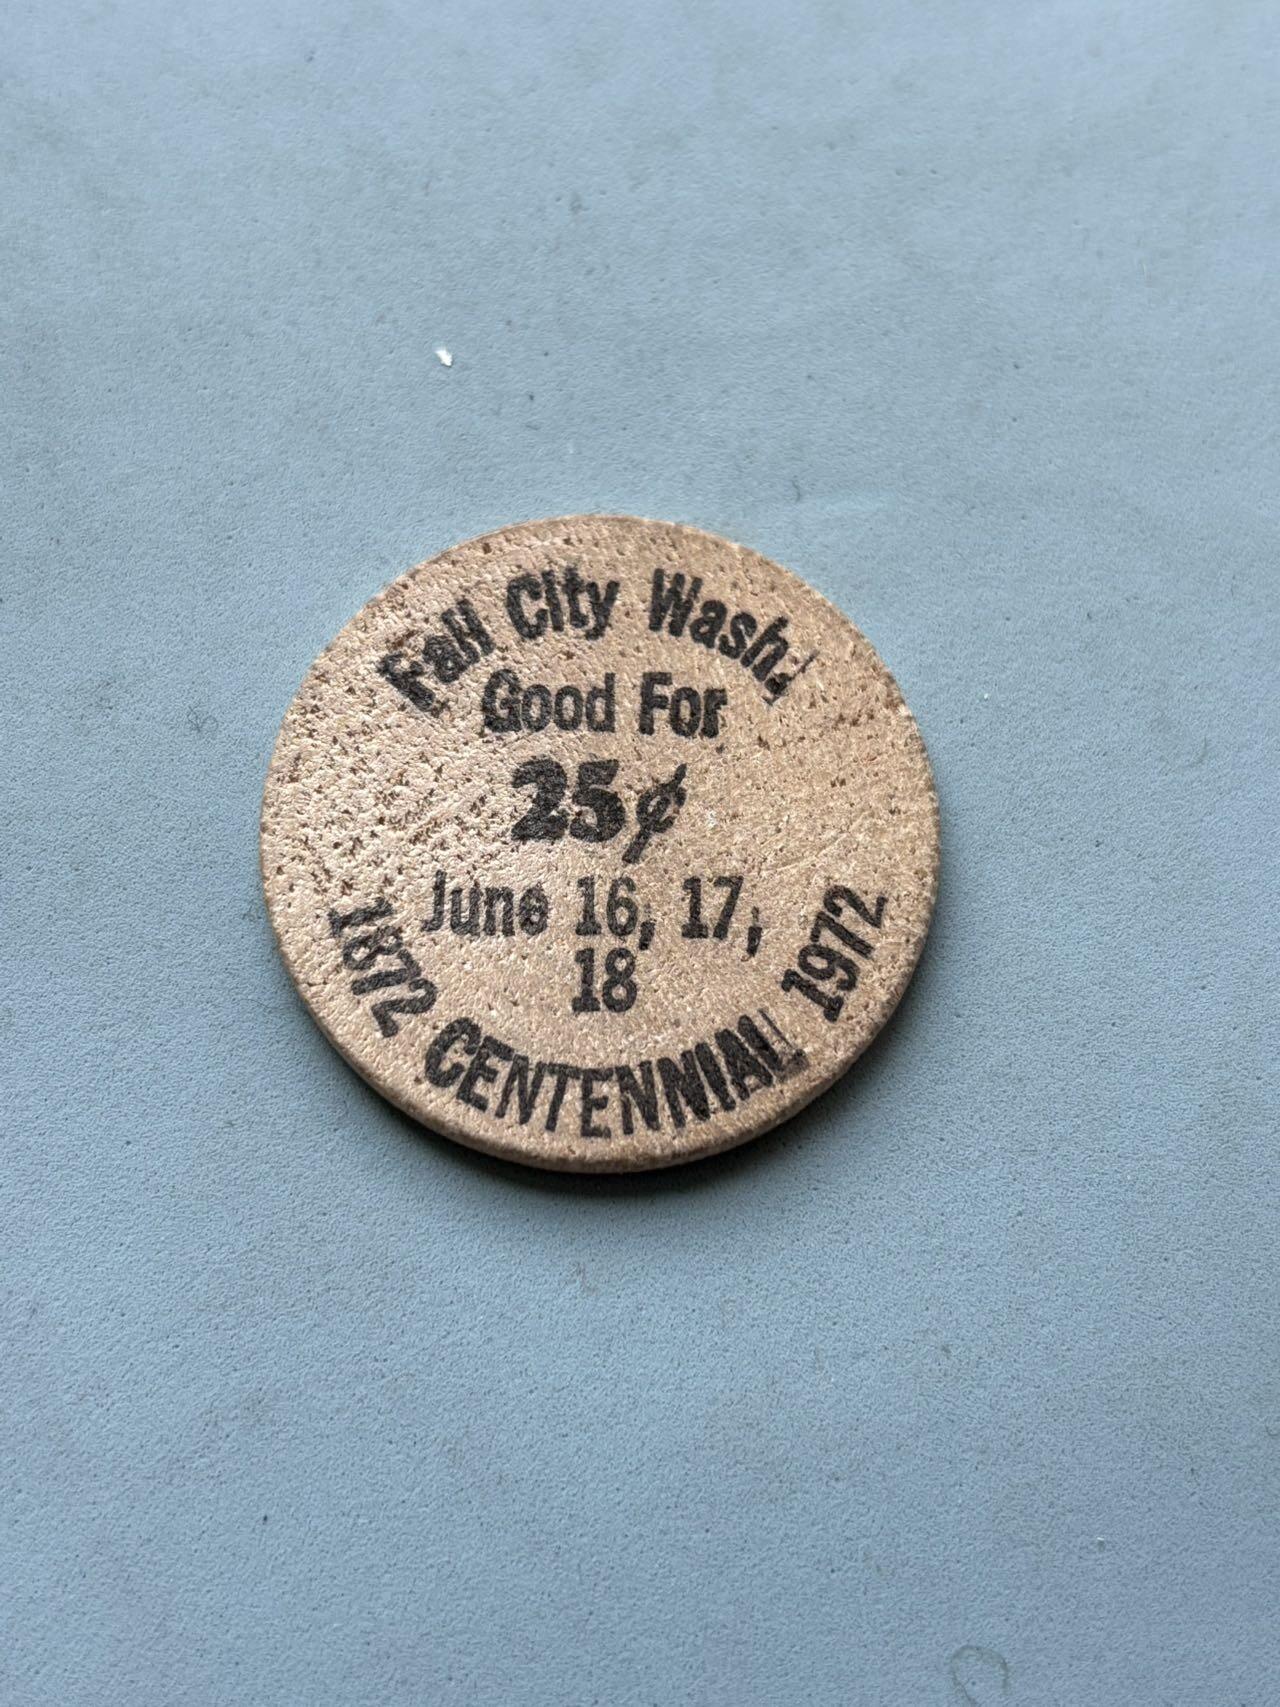 Fall City Wash.
Good For
25¢
June 16, 17,
18
1872 CENTENNIAL 1972